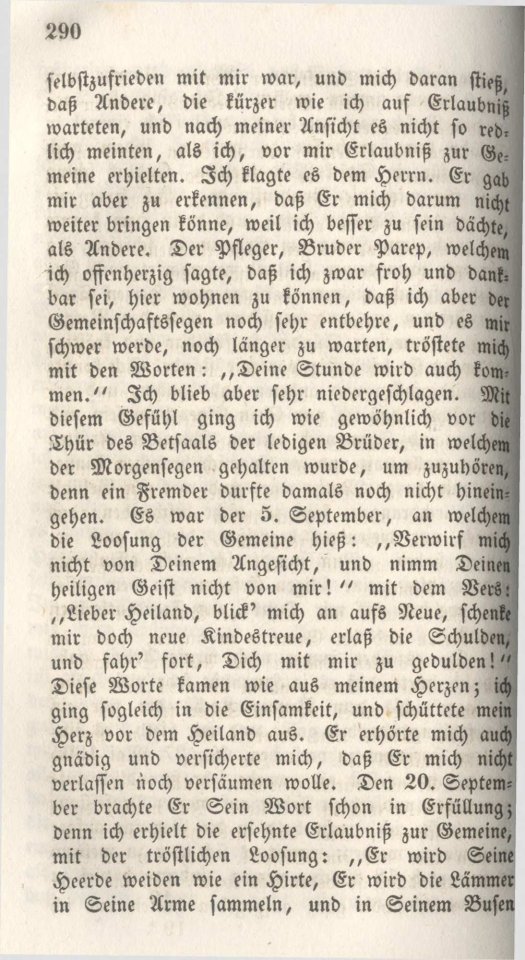 290
selbstzufrieden mit mir war, und mich daran stieß,
daß Andere, die kürzer wie ich auf Erlaubniß
warteten, und nach meiner Ansicht es nicht so red-
lich meinten, als ich, vor mir Erlaubniß zur Ge-
meine erhielten. Ich klagte es dem Herrn. Er gab
mir aber zu erkennen, daß Er mich darum nicht
weiter bringen könne, weil ich besser zu sein dächte,
als Andere. Der Pfleger, Bruder Parep, welchem
ich offenherzig sagte, daß ich zwar froh und dank-
bar sei, hier wohnen zu können, daß ich aber der
Gemeinschaftssegen noch sehr entbehre, und es mir
schwer werde, noch länger zu warten, tröstete mich
mit den Worten: „Deine Stunde wird auch kom-
men.“ Ich blieb aber sehr niedergeschlagen. Mit
diesem Gefühl ging ich wie gewöhnlich vor die
Thür des Betsaals der ledigen Brüder, in welchem
der Morgensegen gehalten wurde, um zuzuhören,
denn ein Fremder durfte damals noch nicht hinein-
gehen. Es war der 5. September, an welchem
die Loosung der Gemeine hieß: „Verwirf mich
nicht von Deinem Angesicht, und nimm Deinen
heiligen Geist nicht von mir!“ mit dem Vers:
„Lieber Heiland, blick’ mich an aufs Neue, schenke
mir doch neue Kindestreue, erlaß die Schulden,
und fahr’ fort, Dich mit mir zu gedulden!“
Diese Worte kamen wie aus meinem Herzen; ich
ging sogleich in die Einsamkeit, und schüttete mein
Herz vor dem Heiland aus. Er erhörte mich auch
gnädig und versicherte mich, daß Er mich nicht
verlassen noch versäumen wolle. Den 20. Septem-
ber brachte Er Sein Wort schon in Erfüllung;
denn ich erhielt die ersehnte Erlaubniß zur Gemeine,
mit der tröstlichen Loosung: „Er wird Seine
Heerde weiden wie ein Hirte, Er wird die Lämmer
in Seine Arme sammeln, und in Seinem Busen